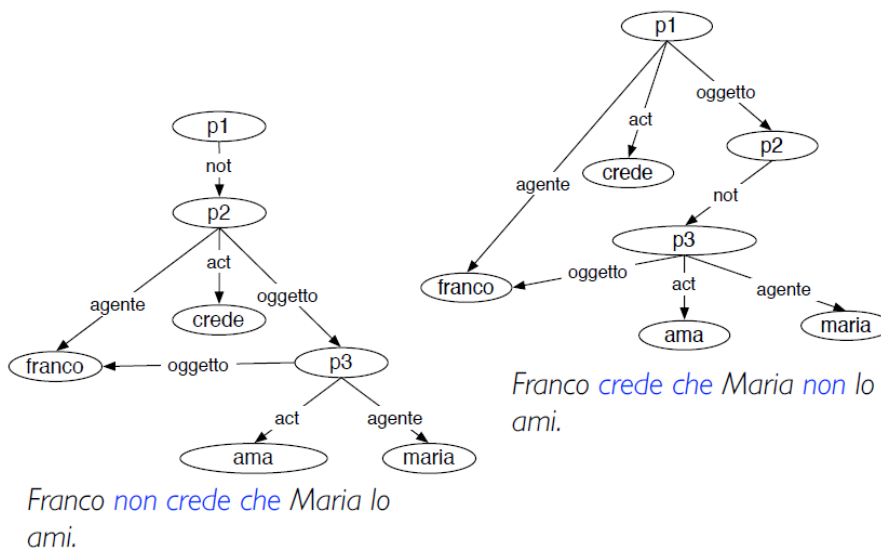 p1
not
p2
agente
act
oggetto
crede
franco
oggetto
p3
act
agente
ama
maria
Franco non crede che Maria lo
ami.
p1
oggetto
act
p2
agente
crede
not
p3
franco
oggetto
act
agente
ama
maria
Franco crede che Maria non lo
ami.